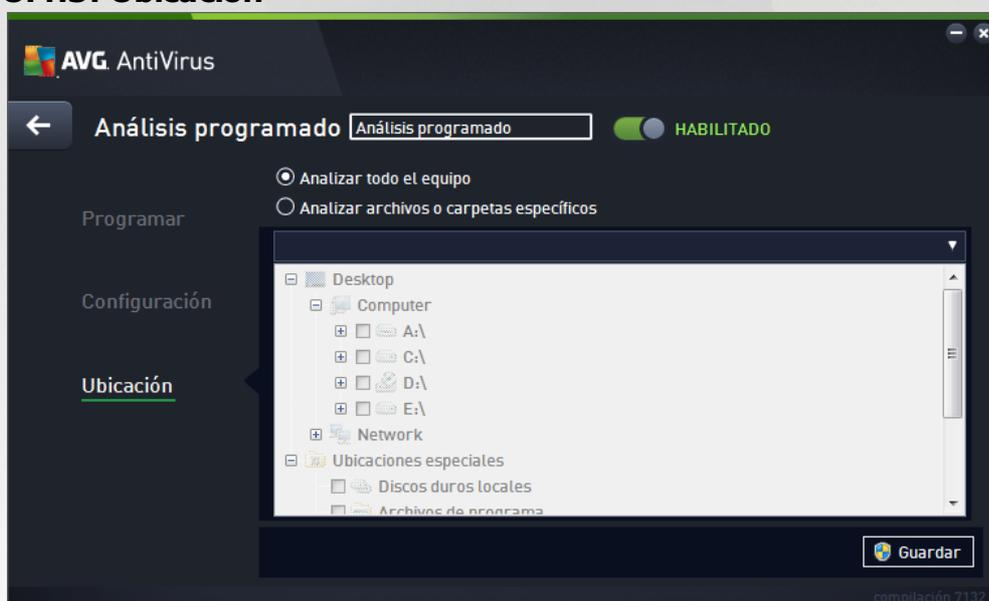 Ubicación
AVG. AntiVirus
Análisis programado Análisis programado HABILITADO
Analizar todo el equipo
Analizar archivos o carpetas específicos
Programar
Configuración
Ubicación
Desktop
Computer
A:\
C:\
D:\
E:\
Network
Ubicaciones especiales
Discos duros locales
Archivos de programa
Guardar
compilación 7132